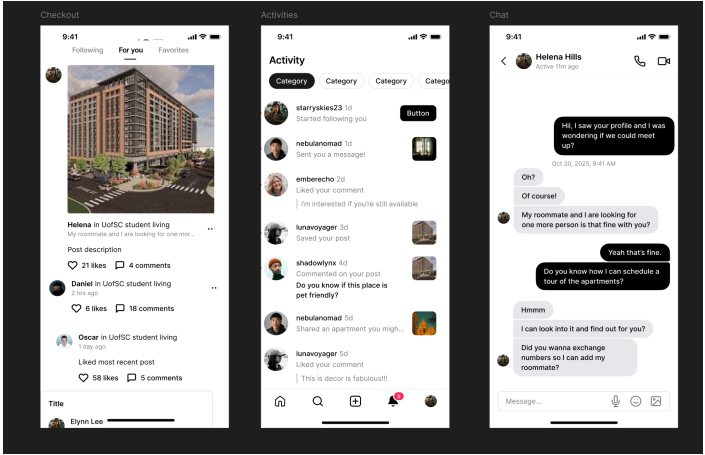 Checkout
9:41
Following For you Favorites
Helena in UofSC student living
My roommate and I are looking for one mor...
Post description
21 likes 4 comments
Daniel in UofSC student living
2 hrs ago
6 likes 18 comments
Oscar in UofSC student living
1 day ago
Liked most recent post
58 likes 5 comments
Title
Elynn Lee
Activities
9:41
Activity
Category Category Category Catego
starryskies23 1d
Started following you
Button
nebulanomad 1d
Sent you a message!
emberecho 2d
Liked your comment
i'm interested if you're still available
lunavoyager 3d
Saved your post
shadowlynx 4d
Commented on your post
Do you know if this place is
pet friendly?
nebulanomad 5d
Shared an apartment you migh...
lunavoyager 5d
Liked your comment
This is decor is fabulous!!!
Chat
9:41
Helena Hills
Active 11m ago
Hii, I saw your profile and I was
wondering if we could meet
up?
Oct 30, 2025, 9:41 AM
Oh?
Of course!
My roommate and I are looking for
one more person is that fine with you?
Yeah that's fine.
Do you know how I can schedule a
tour of the apartments?
Hmmm
I can look into it and find out for you?
Did you wanna exchange
numbers so I can add my
roommate?
Message...